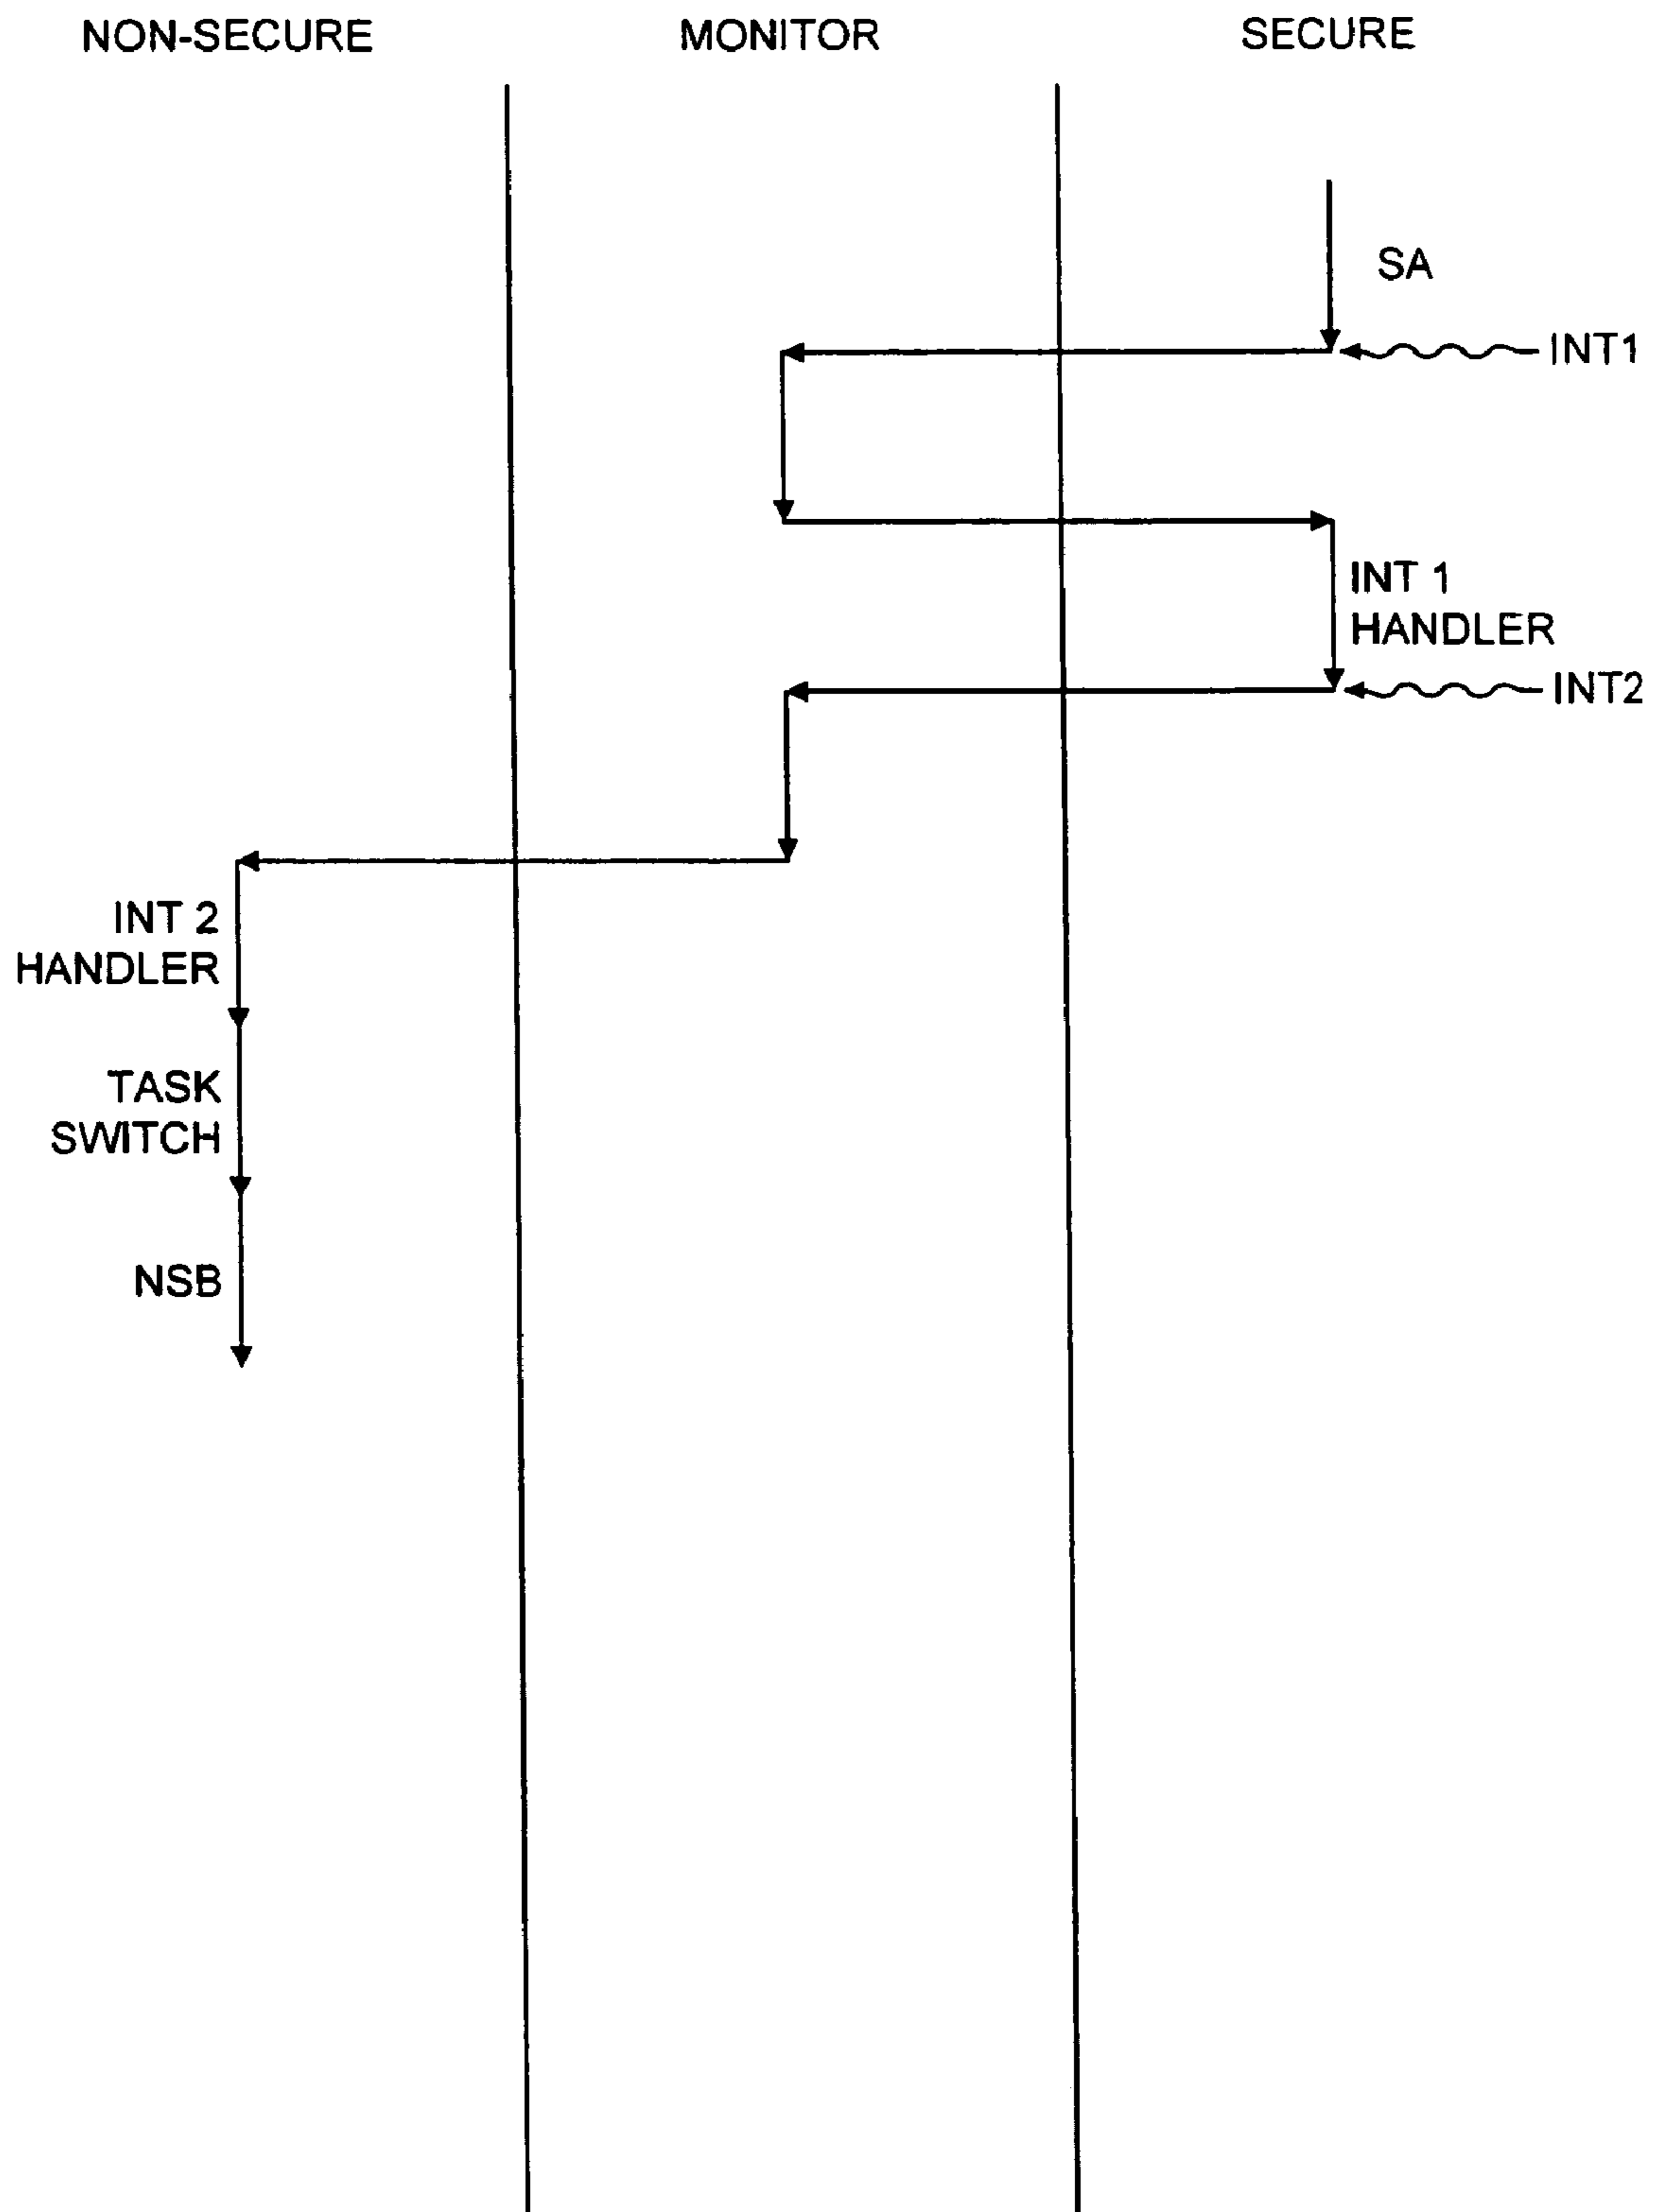 NON-SECURE
MONITOR
SECURE
SA
INT1
INT 1
HANDLER
INT2
INT 2
HANDLER
TASK
SWITCH
NSB